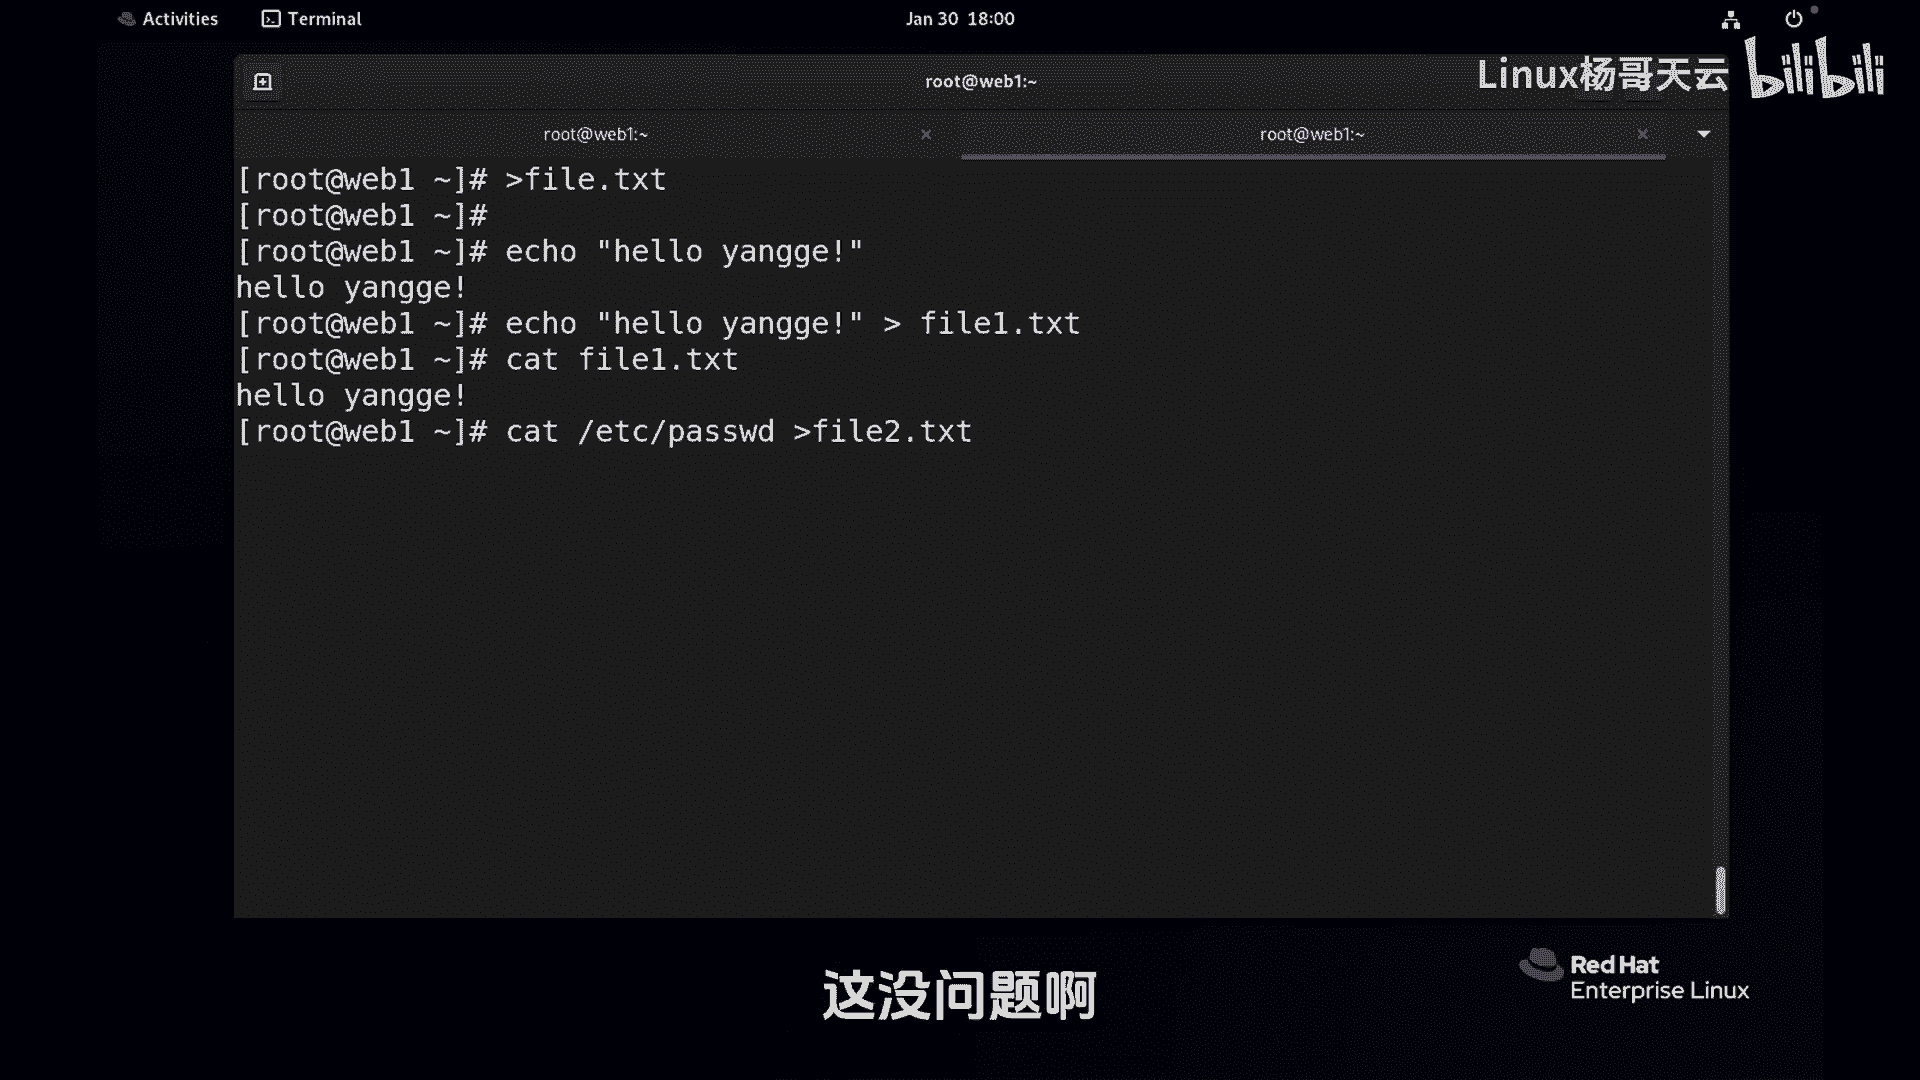 Activities
Terminal
Jan 30 18:00
root@web1:~
Linux杨哥天云 bilibili
root@web1:~
root@web1:~
[root@web1 ~]# >file.txt
[root@web1 ~]#
[root@web1 ~]# echo "hello yangge!"
hello yangge!
[root@web1 ~]# echo "hello yangge!" > file1.txt
[root@web1 ~]# cat file1.txt
hello yangge!
[root@web1 ~]# cat /etc/passwd >file2.txt
Red Hat
Enterprise Linux
这没问题啊